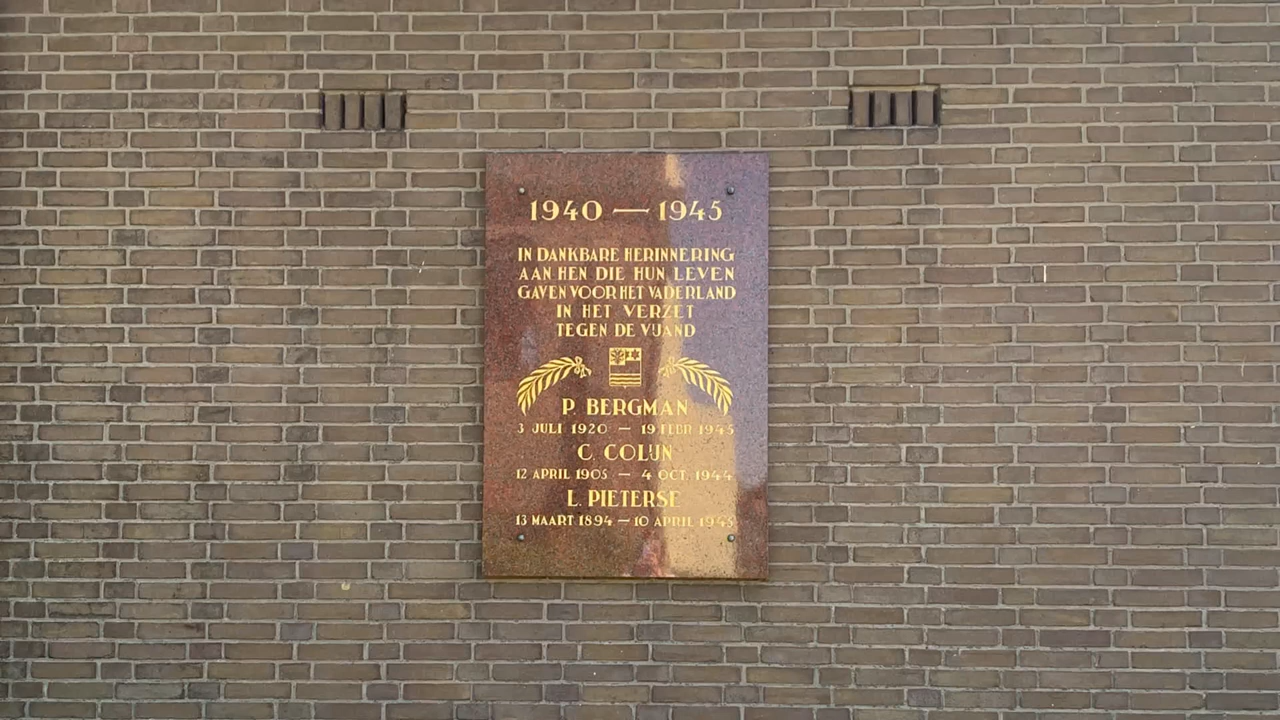 1940 — 1945
IN DANKBARE HERINNERING
AAN HEN DIE HUN LEVEN
GAVEN VOOR HET VADERLAND
IN HET VERZET
TEGEN DE VIJAND
P. BERGMAN
3 JULI 1920 — 19 FEBR. 1945
C. COLIJN
12 APRIL 1905 — 4 OCT. 1944
L. PIETERSE
13 MAART 1894 — 10 APRIL 1945